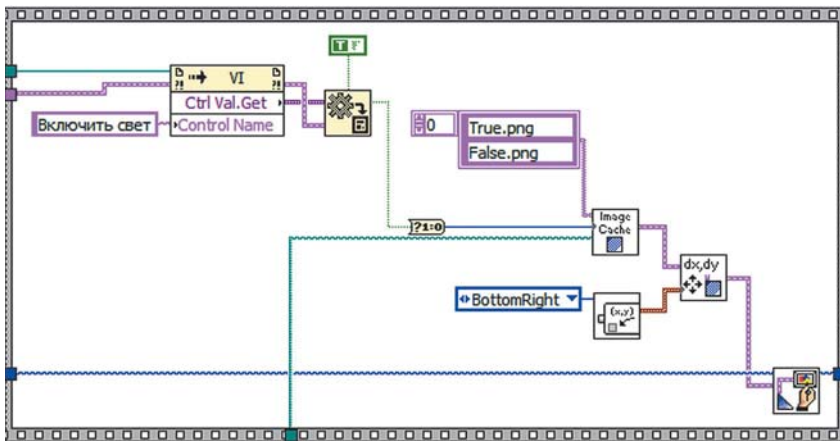 T F
VI
Ctrl Val.Get
Включить свет
Control Name
0
True.png
False.png
?1:0
Image
Cache
dx,dy
BottomRight
(x,y)